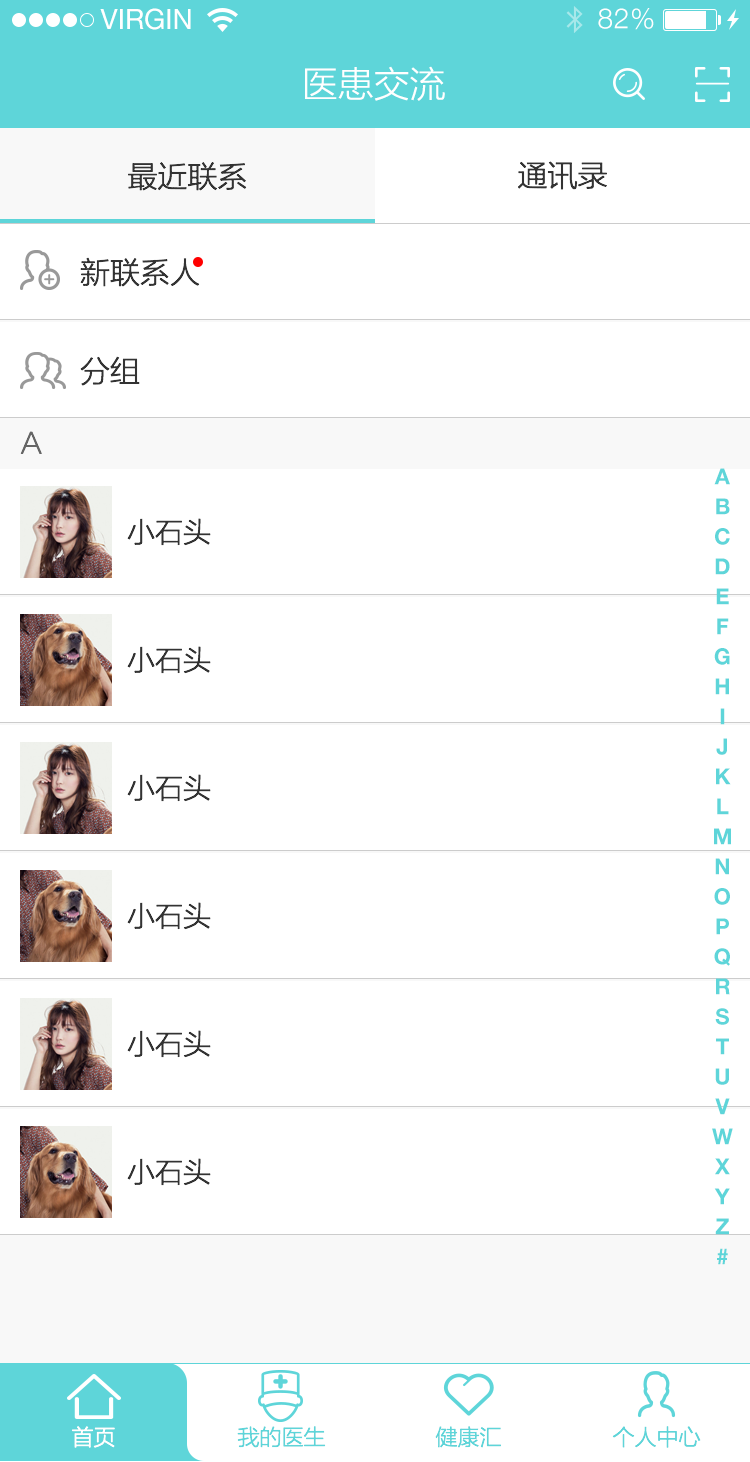 VIRGIN 82%
医患交流
最近联系 通讯录
新联系人
分组
A
小石头
小石头
小石头
小石头
小石头
小石头
A
B
C
D
E
F
G
H
I
J
K
L
M
N
O
P
Q
R
S
T
U
V
W
X
Y
Z
#
首页 我的医生 健康汇 个人中心